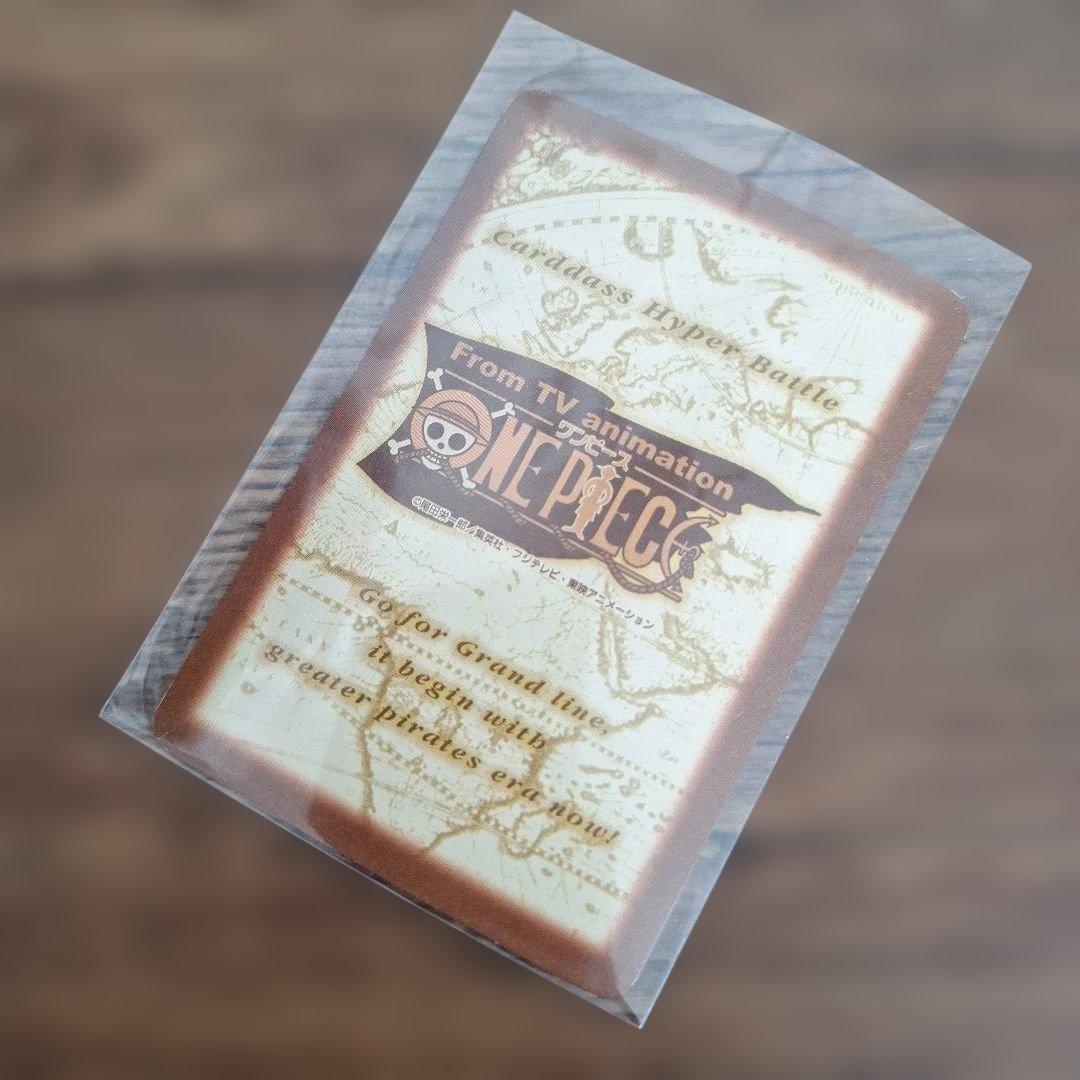 September
Carddass Hyper Battle
From TV animation
ワンピース
ONE PIECE
©尾田栄一郎／集英社・フジテレビ・東映アニメーション
Go for Grand line,
it begin with
greater pirates era now!